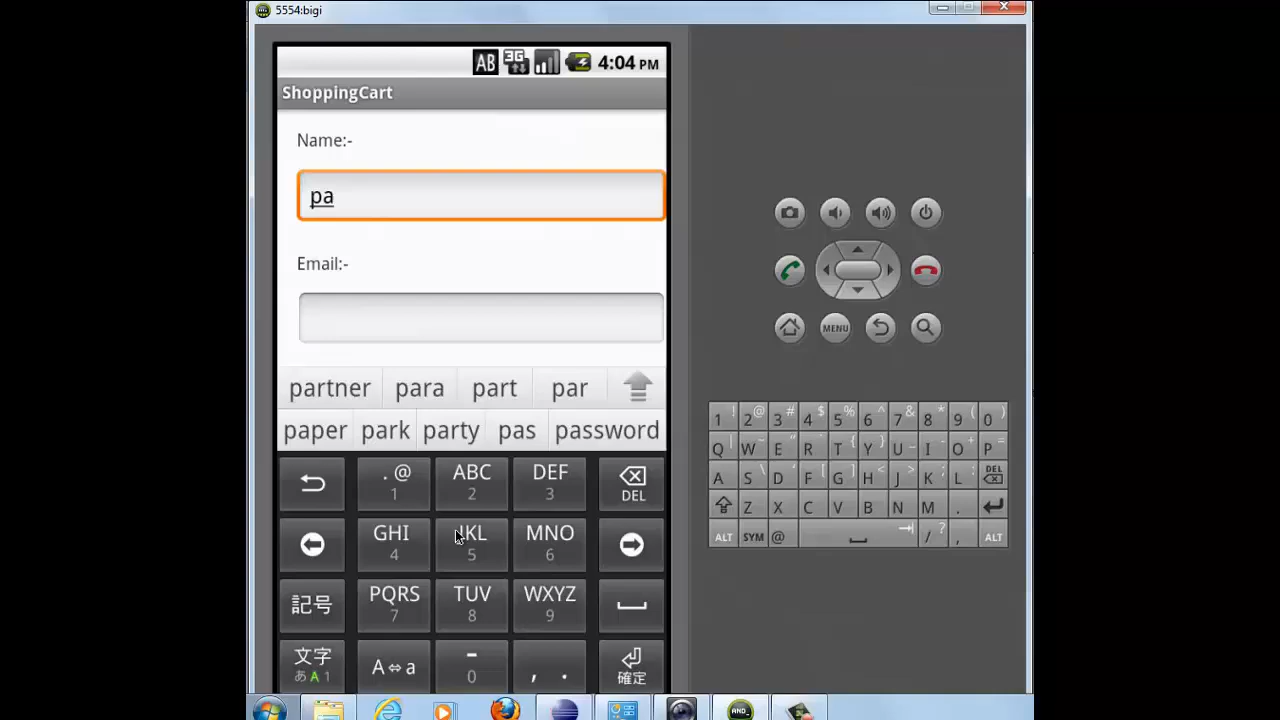 5554:bigi
AB 3G 4:04 PM
ShoppingCart
Name:-
pa
Email:-
partner para part par
paper park party pas password
. @ ABC DEF DEL
1 2 3
GHI JKL MNO
4 5 6
記号 PQRS TUV WXYZ
7 8 9
文字 A⇔a - , . 確定
あA1 0
MENU
1 ! 2 @ 3 # 4 $ 5 % 6 ^ 7 & 8 * 9 ( 0 )
Q | W ~ E " R ` T { Y } U _ I - O + P =
A S \ D ' F [ G ] H < J > K ; L : DEL
Z X C V B N M .
ALT SYM @ / ? , ALT
AND_